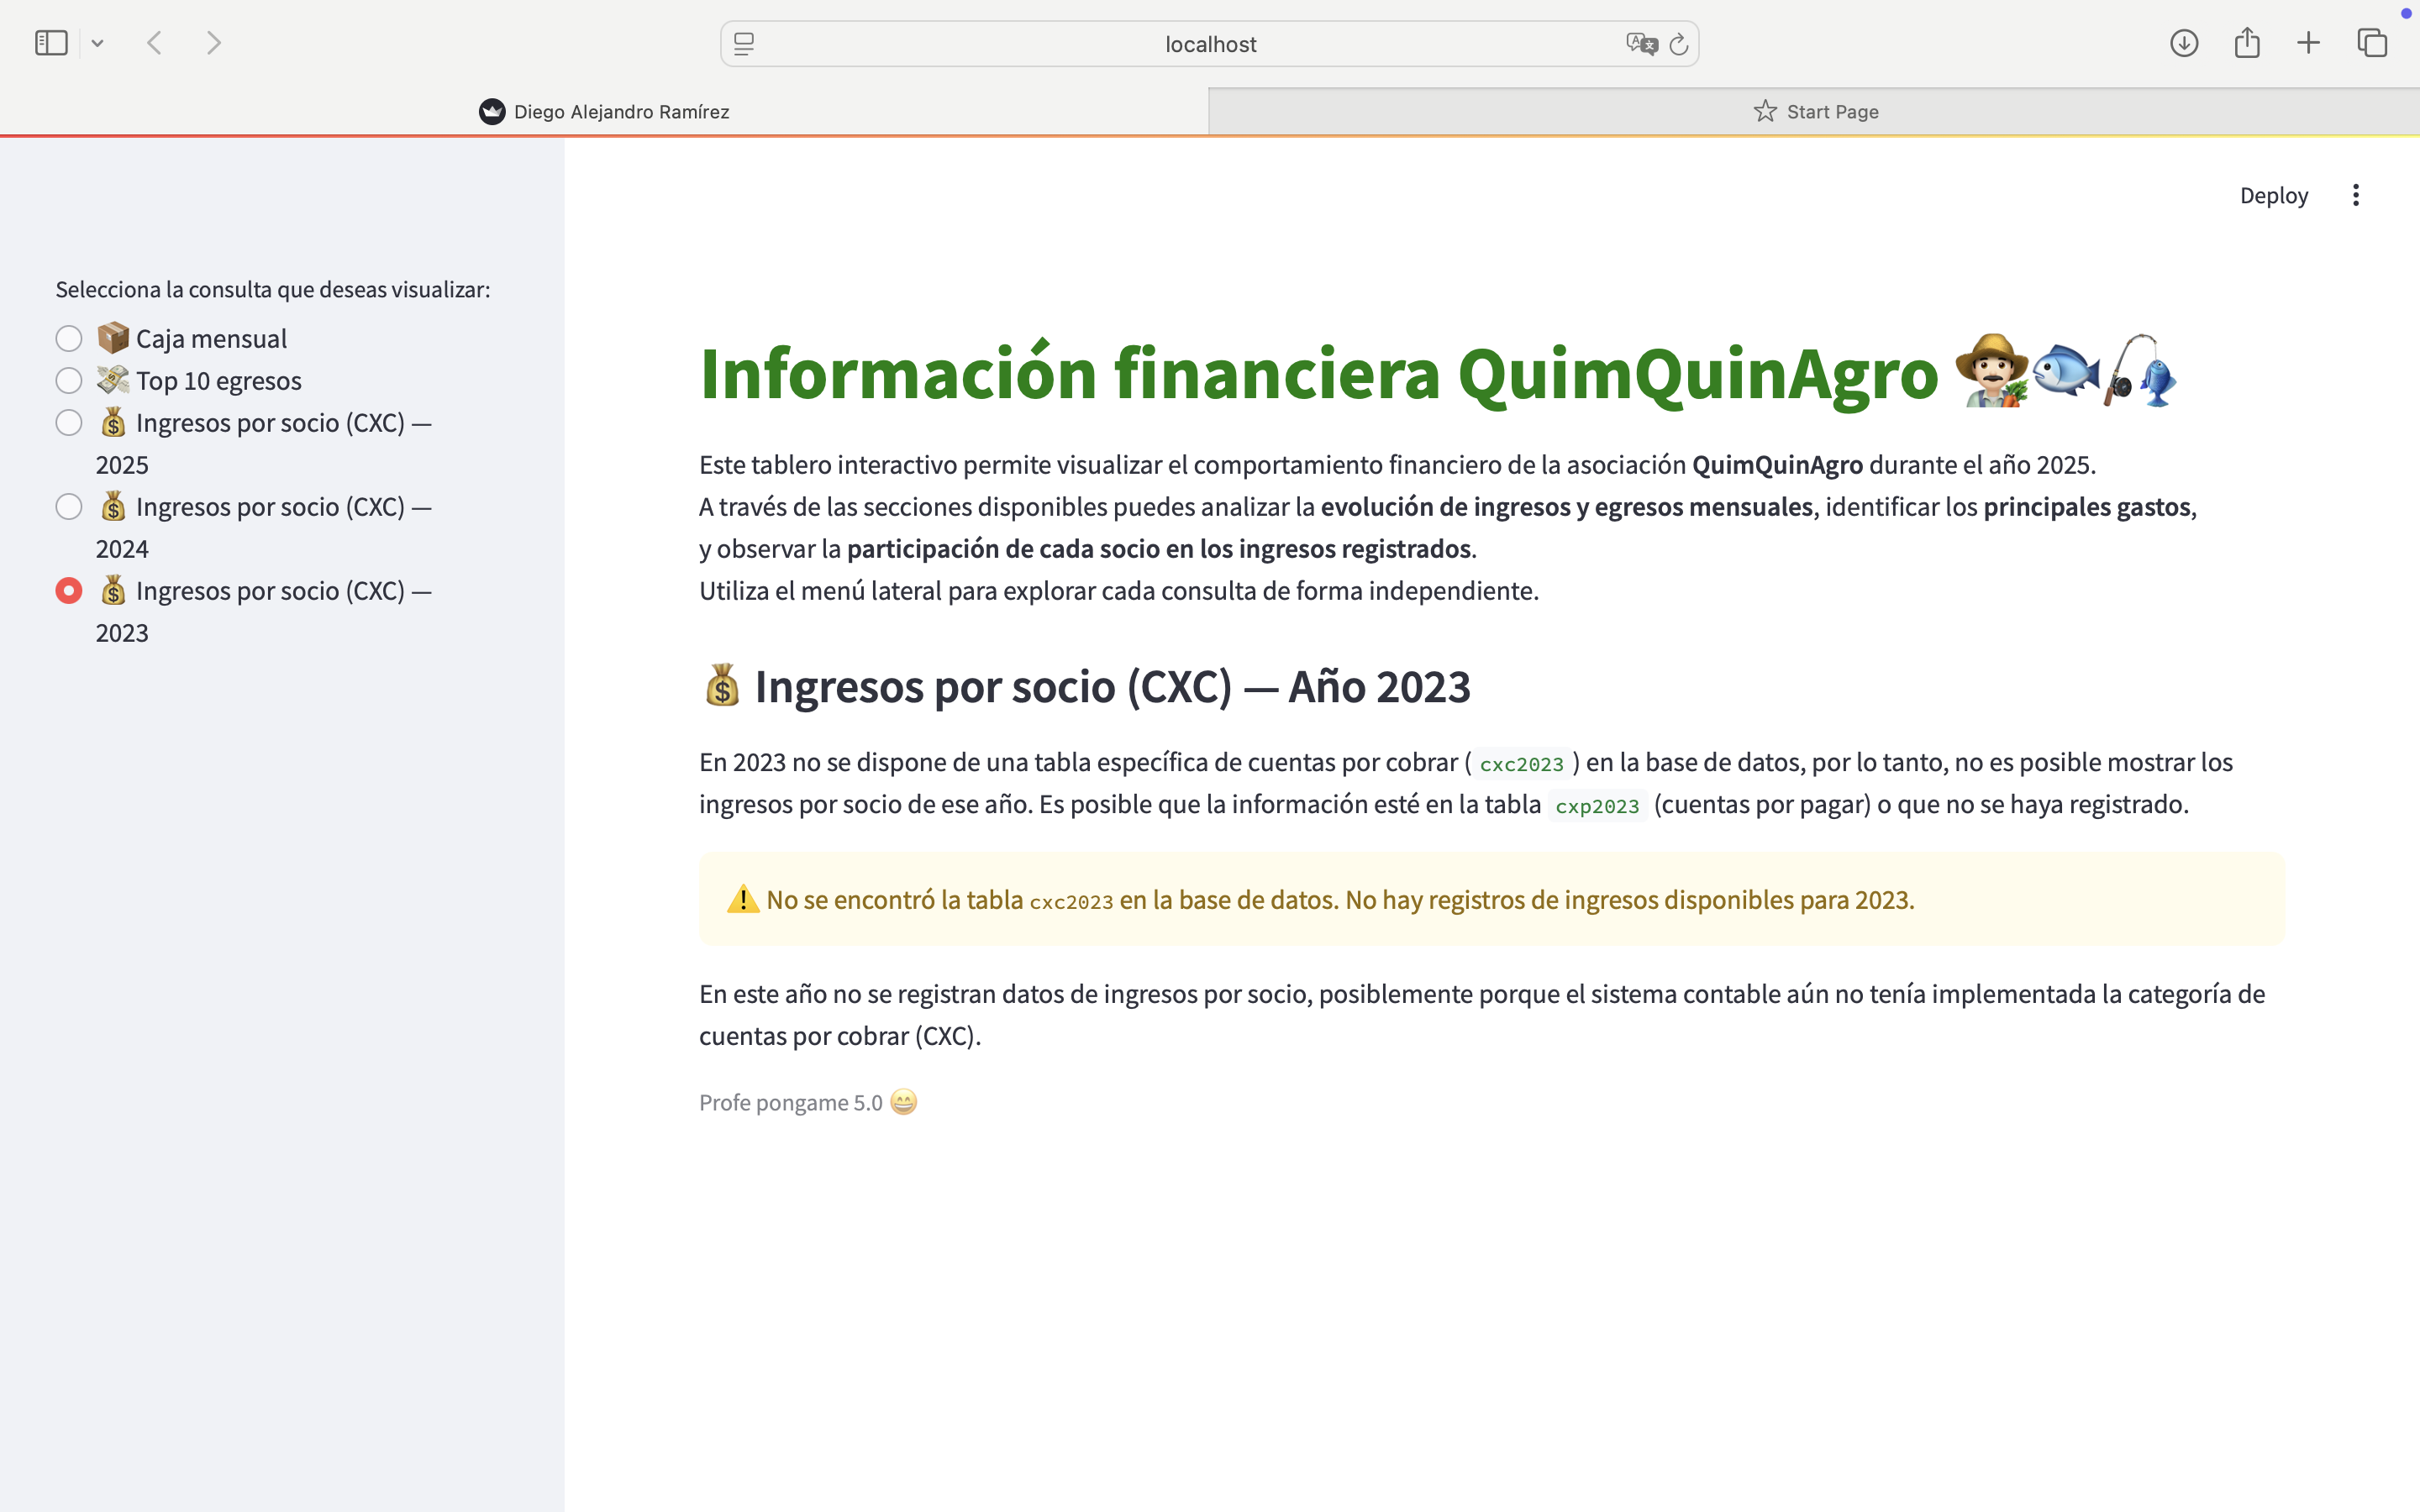 localhost
Diego Alejandro Ramírez
Start Page
Deploy
Selecciona la consulta que deseas visualizar:
📦 Caja mensual
💸 Top 10 egresos
💰 Ingresos por socio (CXC) —
2025
💰 Ingresos por socio (CXC) —
2024
💰 Ingresos por socio (CXC) —
2023
Información financiera QuimQuinAgro 👨🏻‍🌾🐟🎣
Este tablero interactivo permite visualizar el comportamiento financiero de la asociación QuimQuinAgro durante el año 2025.
A través de las secciones disponibles puedes analizar la evolución de ingresos y egresos mensuales, identificar los principales gastos,
y observar la participación de cada socio en los ingresos registrados.
Utiliza el menú lateral para explorar cada consulta de forma independiente.
💰 Ingresos por socio (CXC) — Año 2023
En 2023 no se dispone de una tabla específica de cuentas por cobrar ( cxc2023 ) en la base de datos, por lo tanto, no es posible mostrar los
ingresos por socio de ese año. Es posible que la información esté en la tabla cxp2023 (cuentas por pagar) o que no se haya registrado.
⚠️ No se encontró la tabla cxc2023 en la base de datos. No hay registros de ingresos disponibles para 2023.
En este año no se registran datos de ingresos por socio, posiblemente porque el sistema contable aún no tenía implementada la categoría de
cuentas por cobrar (CXC).
Profe pongame 5.0 😄